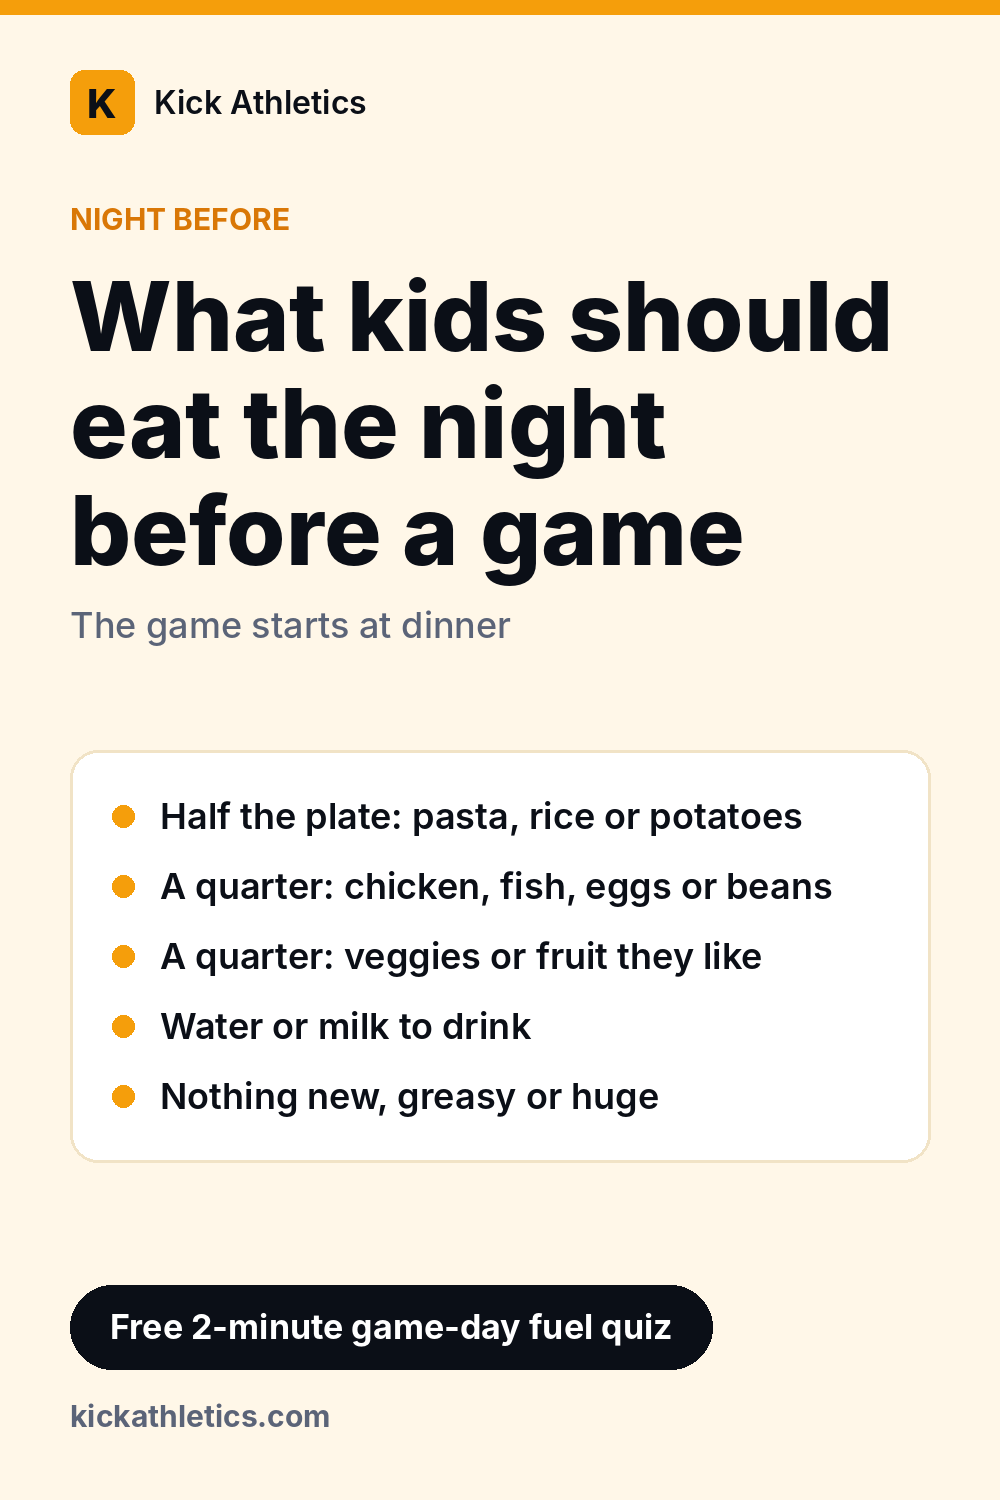 K
Kick Athletics
NIGHT BEFORE
What kids should
eat the night
before a game
The game starts at dinner
Half the plate: pasta, rice or potatoes
A quarter: chicken, fish, eggs or beans
A quarter: veggies or fruit they like
Water or milk to drink
Nothing new, greasy or huge
Free 2-minute game-day fuel quiz
kickathletics.com